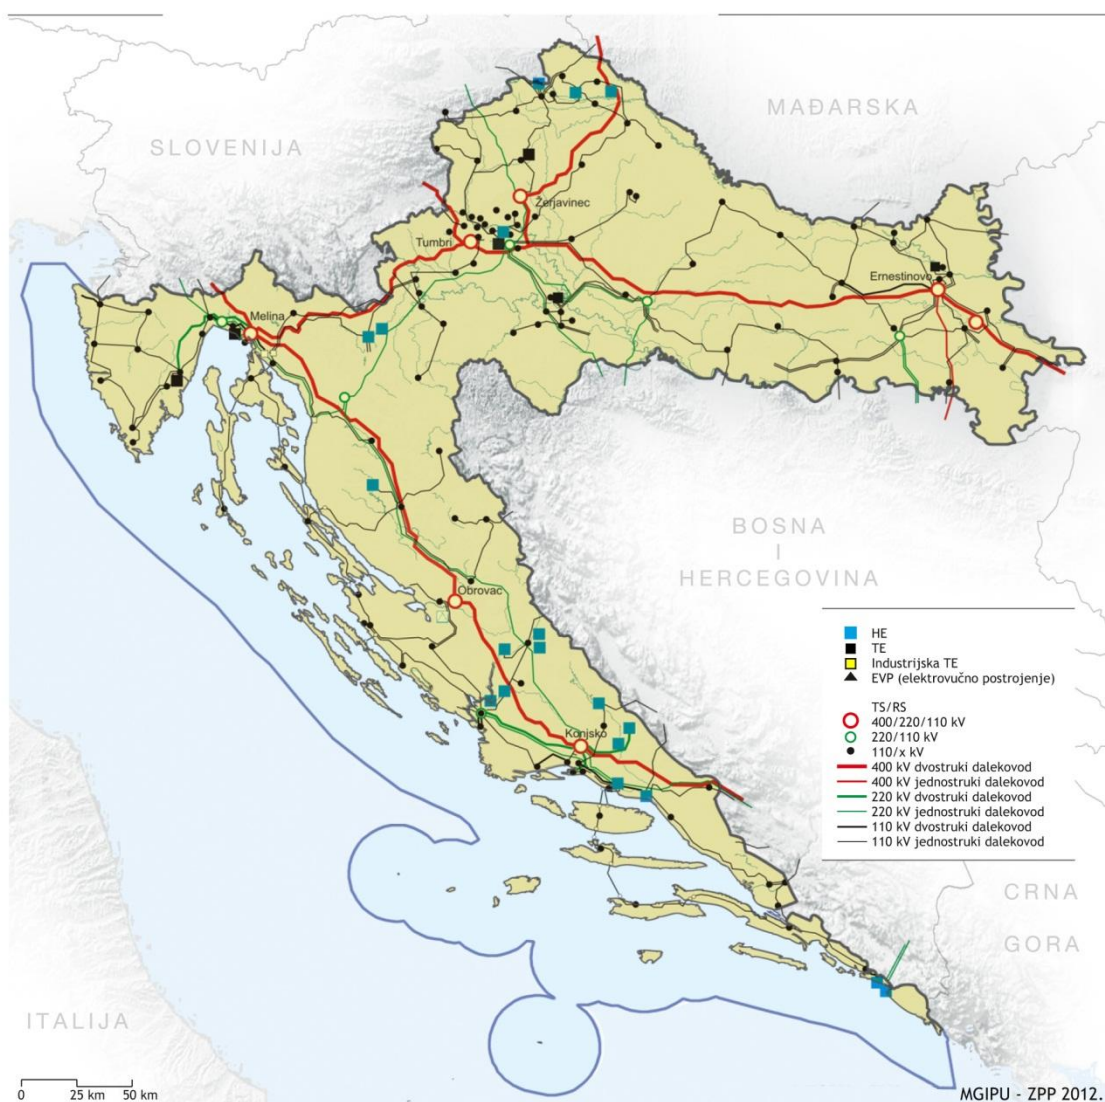 MAĐARSKA
SLOVENIJA
Žerjavinec
Tumbri
Ernestinovo
Melina
BOSNA
I
HERCEGOVINA
Obrovac
Konjsko
HE
TE
Industrijska TE
EVP (elektrovučno postrojenje)
TS/RS
400/220/110 kV
220/110 kV
110/x kV
400 kV dvostruki dalekovod
400 kV jednostruki dalekovod
220 kV dvostruki dalekovod
220 kV jednostruki dalekovod
110 kV dvostruki dalekovod
110 kV jednostruki dalekovod
CRNA
GORA
ITALIJA
0 25 km 50 km
MGIPU - ZPP 2012.